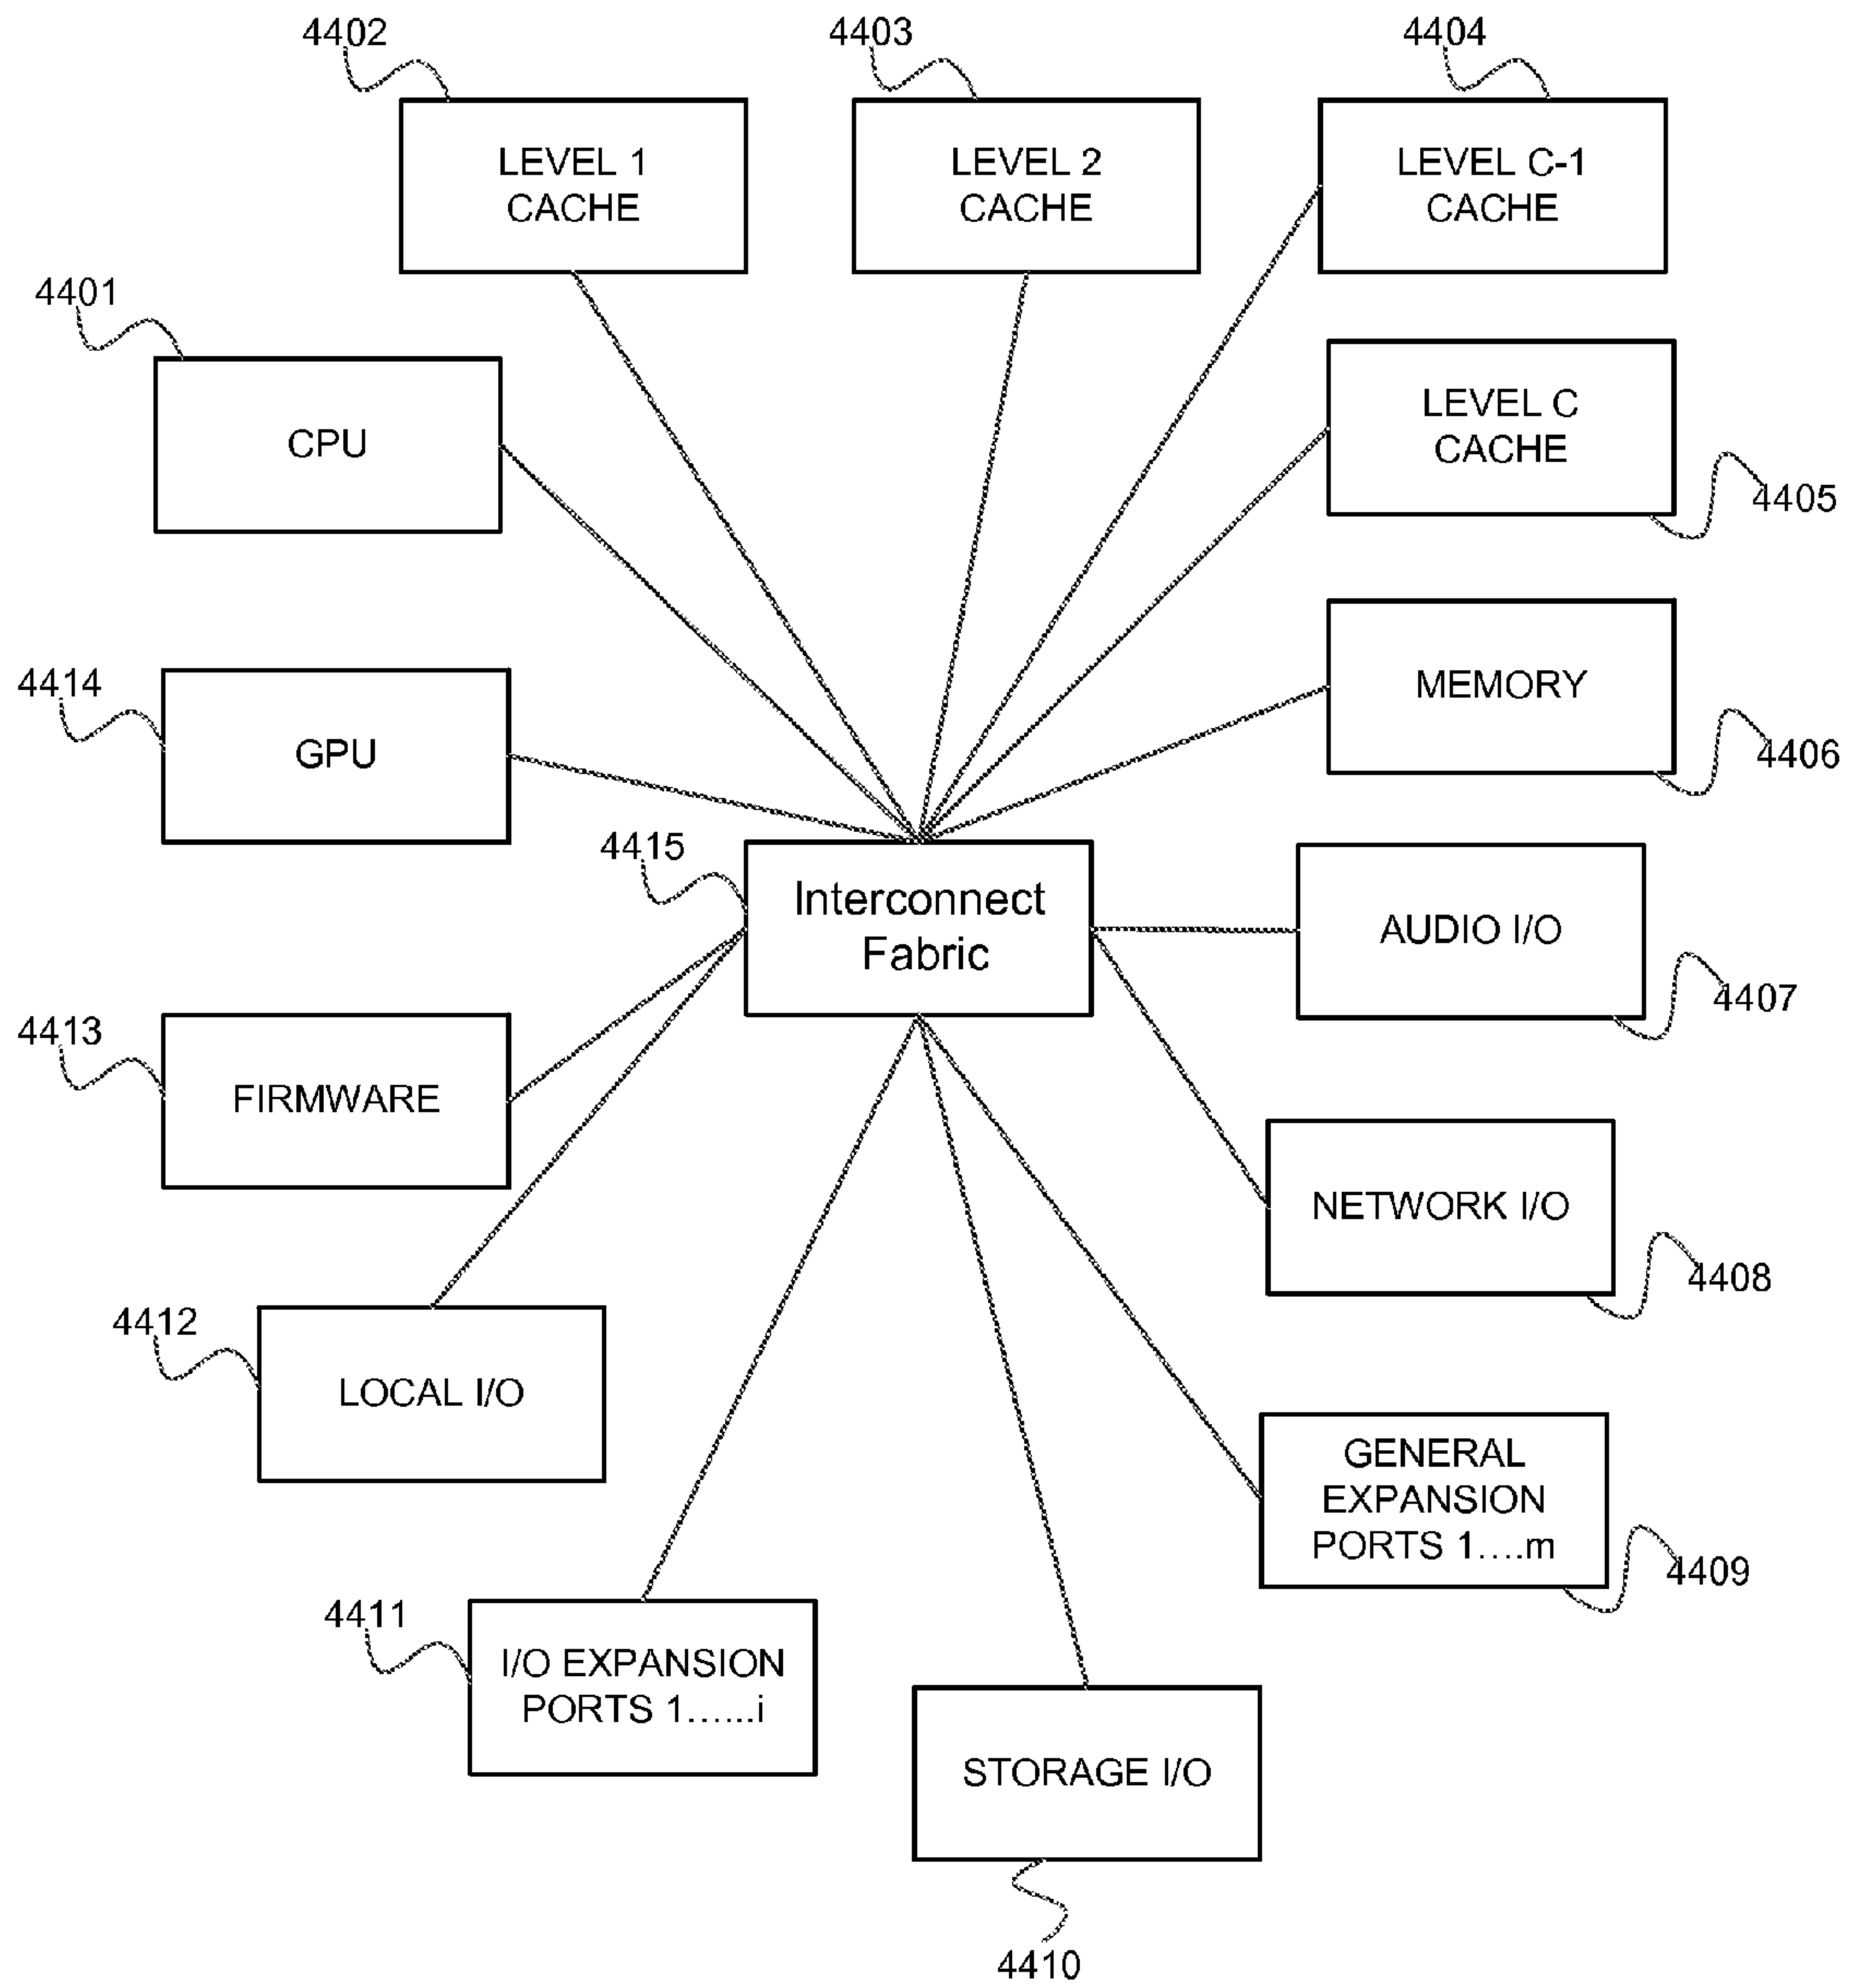 4402
4403
4404
LEVEL 1
CACHE
LEVEL 2
CACHE
LEVEL C-1
CACHE
4401
CPU
LEVEL C
CACHE
4405
4414
GPU
MEMORY
4406
4415
Interconnect
Fabric
AUDIO I/O
4407
4413
FIRMWARE
NETWORK I/O
4408
4412
LOCAL I/O
GENERAL
EXPANSION
PORTS 1....m
4409
4411
I/O EXPANSION
PORTS 1......i
STORAGE I/O
4410